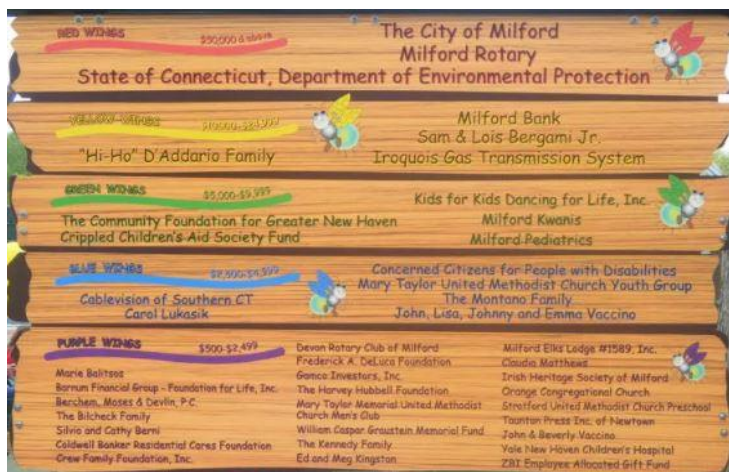 RED WINGS
$50,000 & above
The City of Milford
Milford Rotary
State of Connecticut, Department of Environmental Protection
YELLOW WINGS
"Hi-Ho" D'Addario Family
Milford Bank
Sam & Lois Bergami Jr.
Iroquois Gas Transmission System
GREEN WINGS
$5,000-$9,999
The Community Foundation for Greater New Haven
Crippled Children's Aid Society Fund
Kids for Kids Dancing for Life, Inc.
Milford Kwanis
Milford Pediatrics
BLUE WINGS
$2,500-$4,999
Cablevision of Southern CT
Carol Lukasik
Concerned Citizens for People with Disabilities
Mary Taylor United Methodist Church Youth Group
The Montano Family
John, Lisa, Johnny and Emma Vaccino
PURPLE WINGS
$500-$2,499
Marie Balitsos
Barnum Financial Group - Foundation for Life, Inc.
Berchem, Moses & Devlin, P.C.
The Bilcheck Family
Silvio and Cathy Berni
Coldwell Banker Residential Cares Foundation
Crew Family Foundation, Inc.
Devon Rotary Club of Milford
Frederick A. DeLuca Foundation
Gamco Investors, Inc.
The Harvey Hubbell Foundation
Mary Taylor Memorial United Methodist
Church Men's Club
William Caspar Graustein Memorial Fund
The Kennedy Family
Ed and Meg Kingston
Milford Elks Lodge #1589, Inc.
Claudia Matthews
Irish Heritage Society of Milford
Orange Congregational Church
Stratford United Methodist Church Preschool
Taunton Press Inc. of Newtown
John & Beverly Vaccino
Yale New Haven Children's Hospital
ZBI Employee Allocated Gift Fund